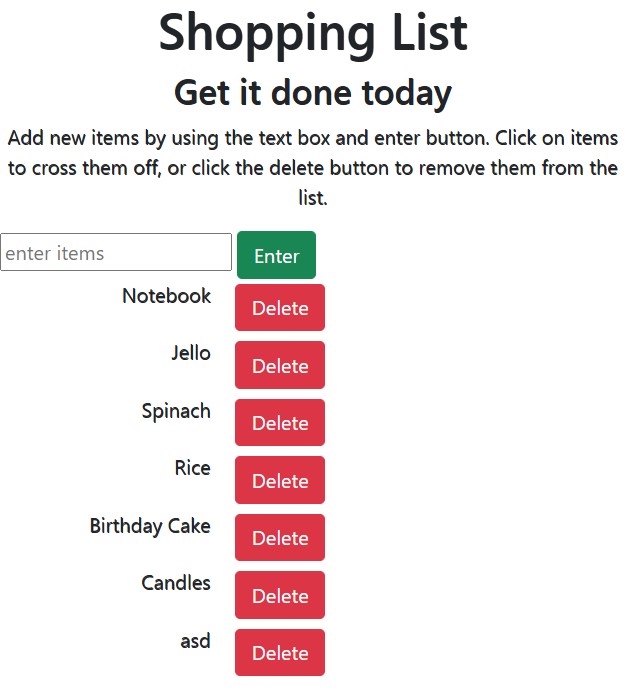 Shopping List
Get it done today
Add new items by using the text box and enter button. Click on items
to cross them off, or click the delete button to remove them from the
list.
enter items Enter
Notebook Delete
Jello Delete
Spinach Delete
Rice Delete
Birthday Cake Delete
Candles Delete
asd Delete